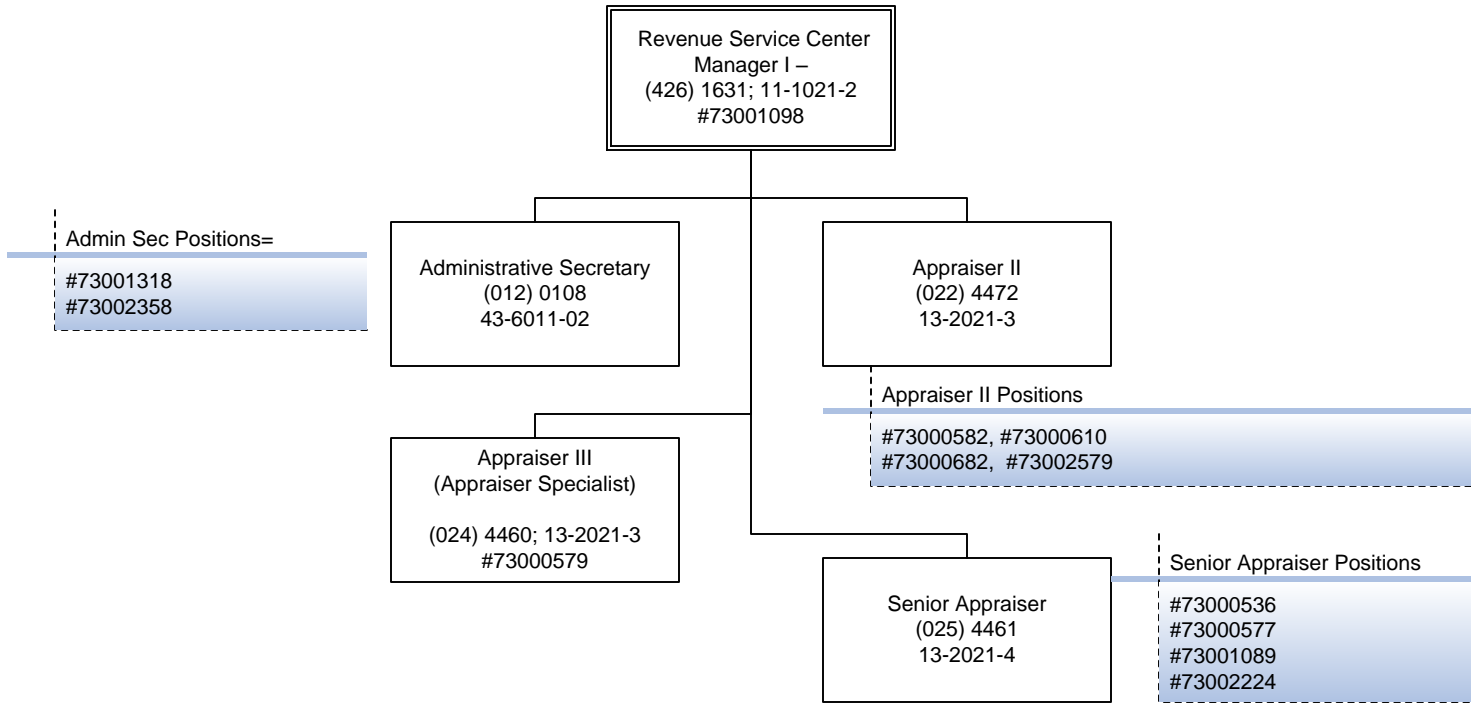 Revenue Service Center
Manager I –
(426) 1631; 11-1021-2
#73001098
Admin Sec Positions=
#73001318
#73002358
Administrative Secretary
(012) 0108
43-6011-02
Appraiser II
(022) 4472
13-2021-3
Appraiser II Positions
#73000582, #73000610
#73000682,  #73002579
Appraiser III
(Appraiser Specialist)
(024) 4460; 13-2021-3
#73000579
Senior Appraiser
(025) 4461
13-2021-4
Senior Appraiser Positions
#73000536
#73000577
#73001089
#73002224